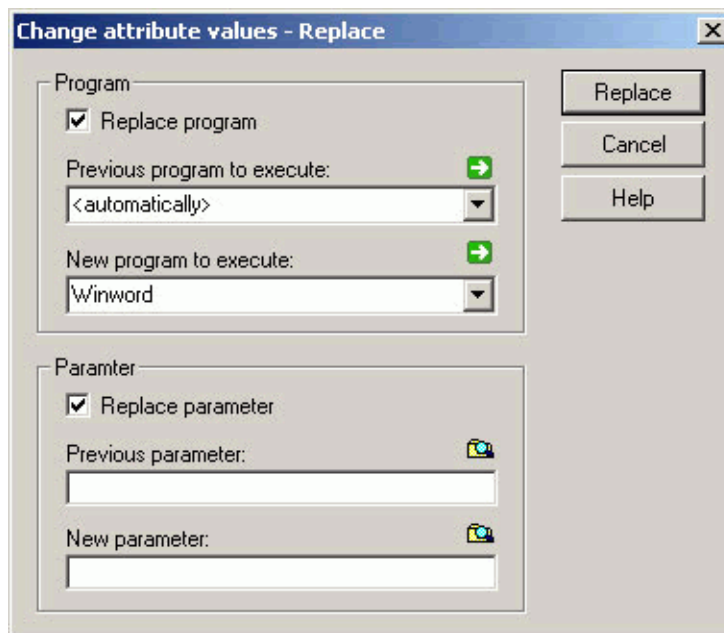 Change attribute values - Replace
Program
Replace program
Previous program to execute:
<automatically>
New program to execute:
Winword
Paramter
Replace parameter
Previous parameter:
New parameter:
Replace
Cancel
Help